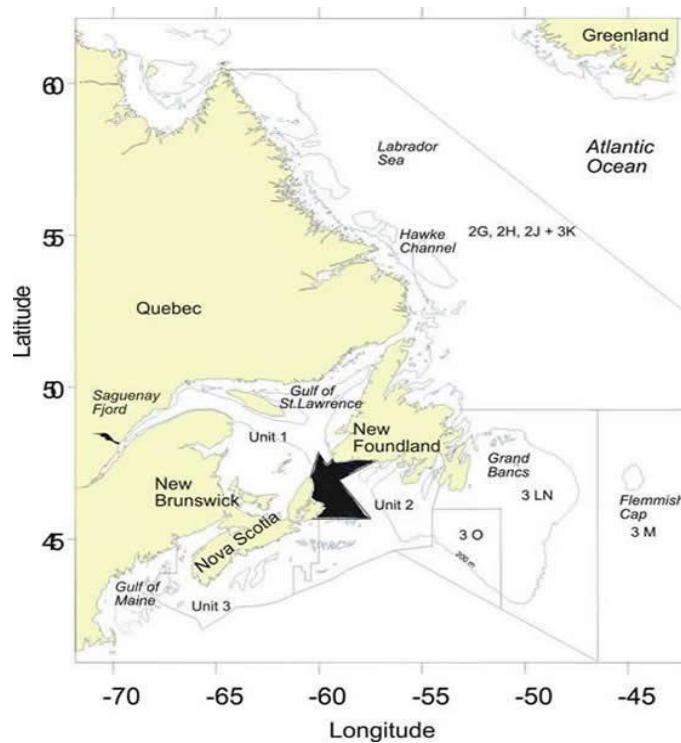 Greenland
60
Labrador
Sea
Atlantic
Ocean
55
Hawke
Channel
2G, 2H, 2J + 3K
Quebec
Latitude
50
Saguenay
Fjord
Gulf of
St.Lawrence
Unit 1
New
Foundland
Grand
Bancs
New
Brunswick
Unit 2
3 LN
Flemmish
Cap
3 M
45
Nova Scotia
3 O
200 m
Gulf of
Maine
Unit 3
-70
-65
-60
-55
-50
-45
Longitude